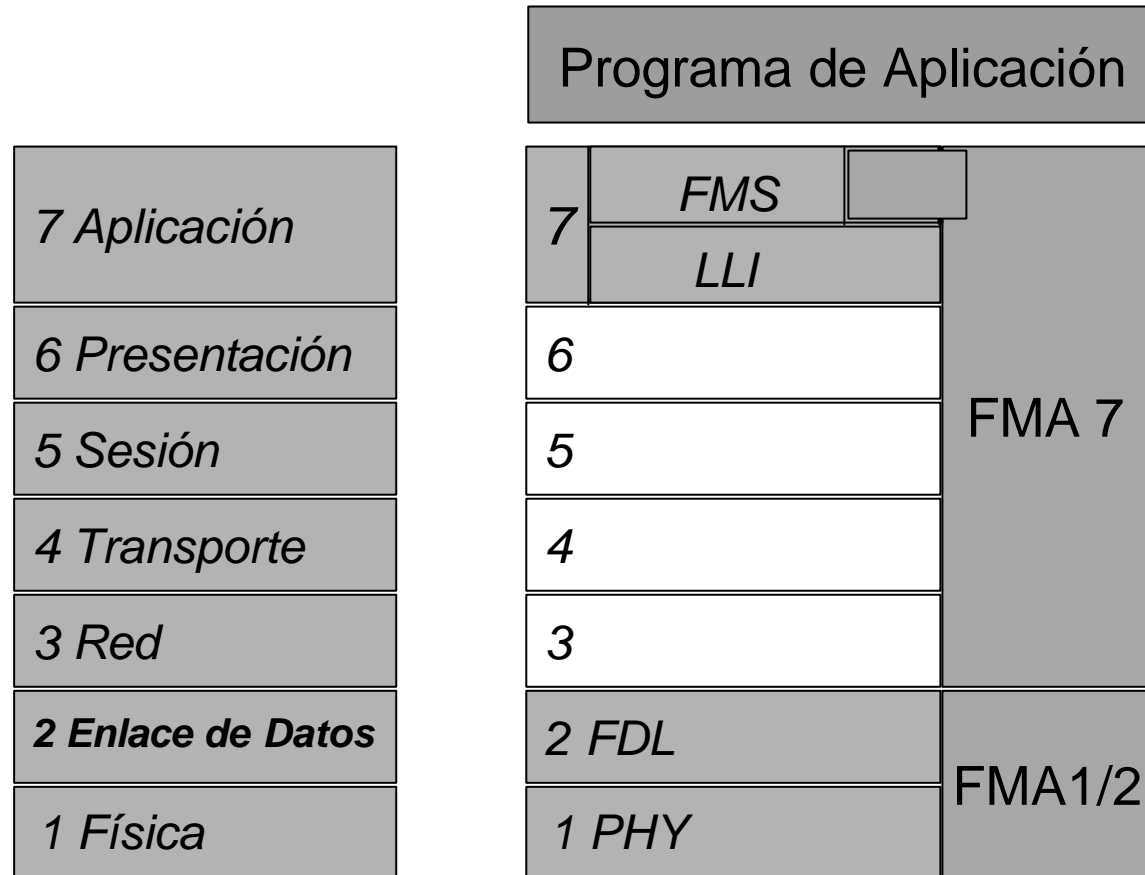 Programa de Aplicación
7 Aplicación
6 Presentación
5 Sesión
4 Transporte
3 Red
2 Enlace de Datos
1 Física
7
FMS
LLI
6
5
4
3
2 FDL
1 PHY
FMA 7
FMA1/2